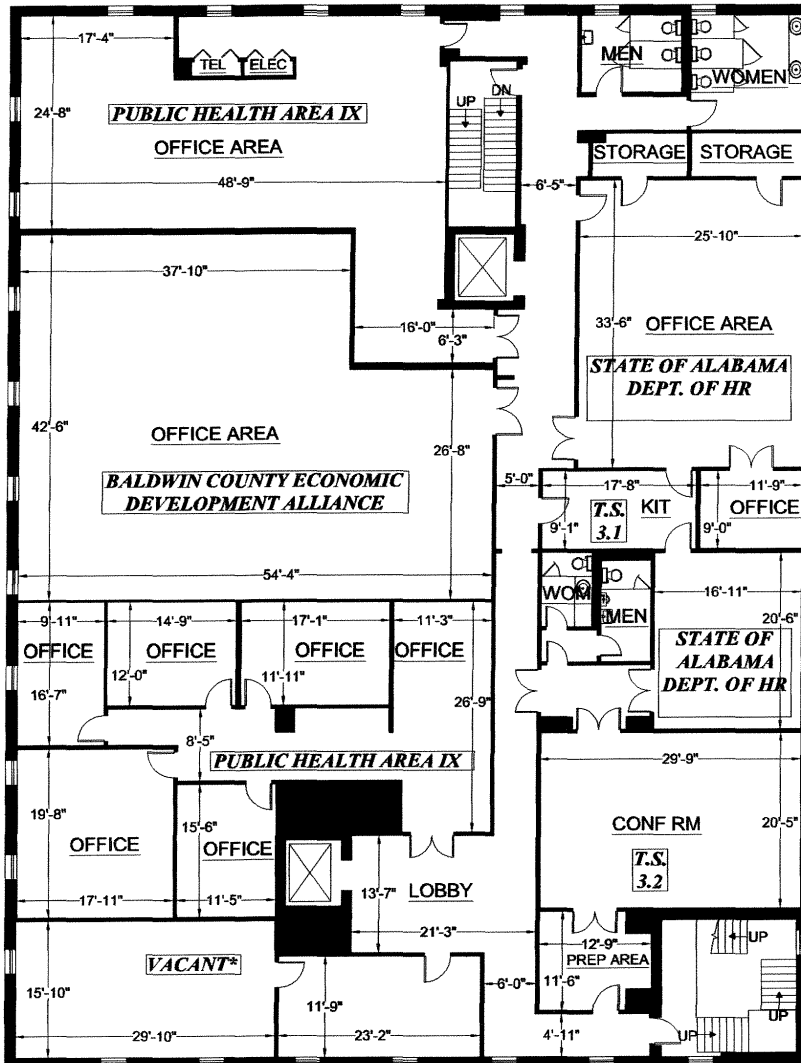 17'-4"
TEL
ELEC
MEN
WOMEN
24'-8"
PUBLIC HEALTH AREA IX
OFFICE AREA
UP
DN
STORAGE
STORAGE
48'-9"
6'-5"
25'-10"
37'-10"
33'-6"
OFFICE AREA
16'-0"
6'-3"
STATE OF ALABAMA
DEPT. OF HR
42'-6"
OFFICE AREA
26'-8"
BALDWIN COUNTY ECONOMIC
DEVELOPMENT ALLIANCE
5'-0"
17'-8"
11'-9"
T.S.
3.1
KIT
OFFICE
9'-1"
9'-0"
54'-4"
WOM
MEN
16'-11"
9'-11"
14'-9"
17'-1"
11'-3"
OFFICE
OFFICE
OFFICE
OFFICE
20'-6"
STATE OF
ALABAMA
DEPT. OF HR
16'-7"
12'-0"
11'-11"
26'-9"
8'-5"
PUBLIC HEALTH AREA IX
29'-9"
19'-8"
15'-6"
CONF RM
20'-5"
OFFICE
OFFICE
T.S.
3.2
13'-7"
LOBBY
17'-11"
11'-5"
21'-3"
12'-9"
UP
PREP AREA
VACANT*
11'-6"
15'-10"
11'-9"
6'-0"
UP
4'-11"
UP
29'-10"
23'-2"